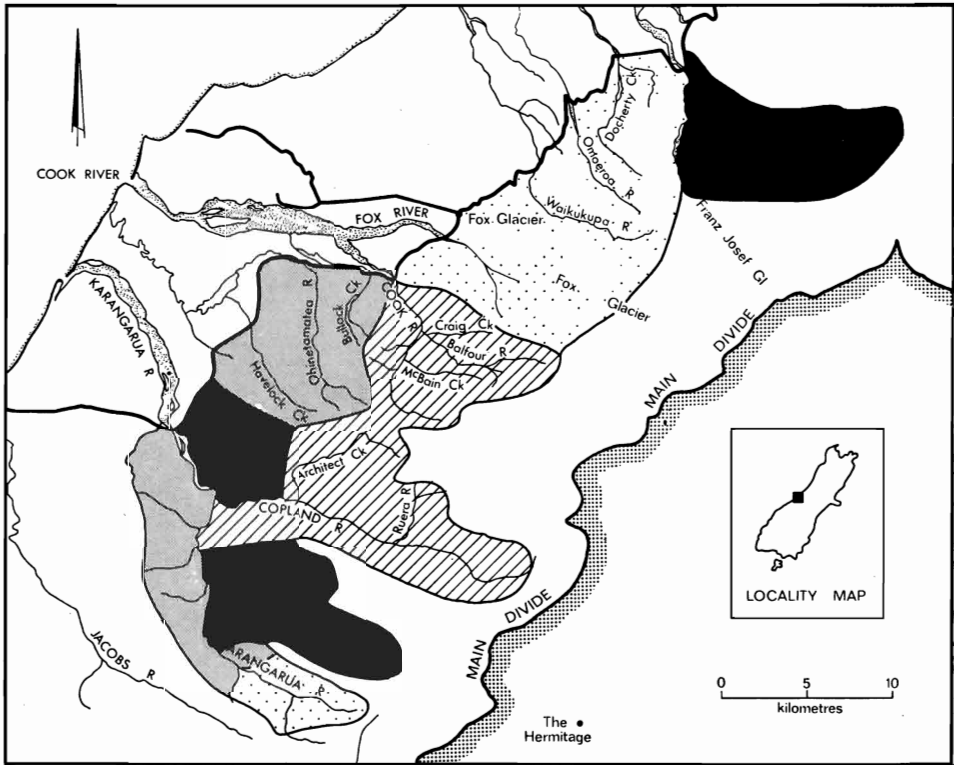 Docherty Ck
Omoeroa R
Waikukupa R
COOK RIVER
FOX RIVER
Fox Glacier
Franz Josef Gl
Fox Glacier
KARANGARUA R
Ohinetamatea R
Bullock Ck
COOK R
Craig Ck
Balfour R
McBain Ck
Havelock Ck
MAIN DIVIDE
Architect Ck
Ruera R
COPLAND R
LOCALITY MAP
MAIN DIVIDE
JACOBS R
ARANGARUA R
0 5 10
kilometres
The
Hermitage